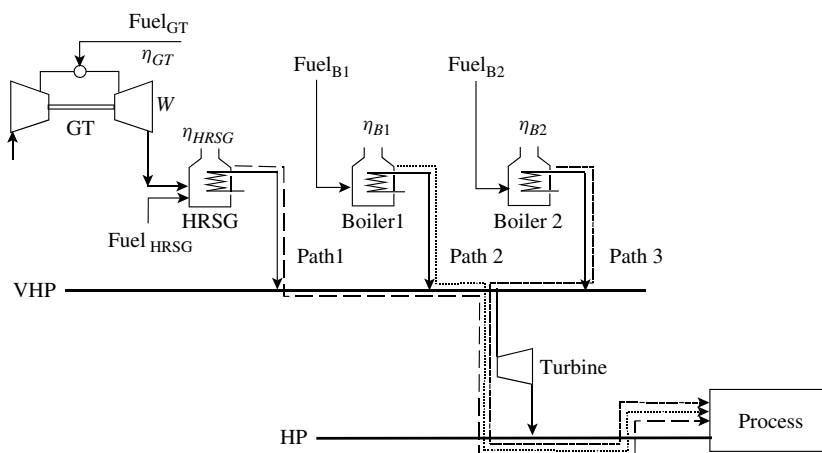 Fuel_GT
η_GT
W
GT
η_HRSG
HRSG
Fuel_HRSG
Fuel_B1
η_B1
Boiler1
Fuel_B2
η_B2
Boiler 2
Path1
Path 2
Path 3
VHP
Turbine
HP
Process